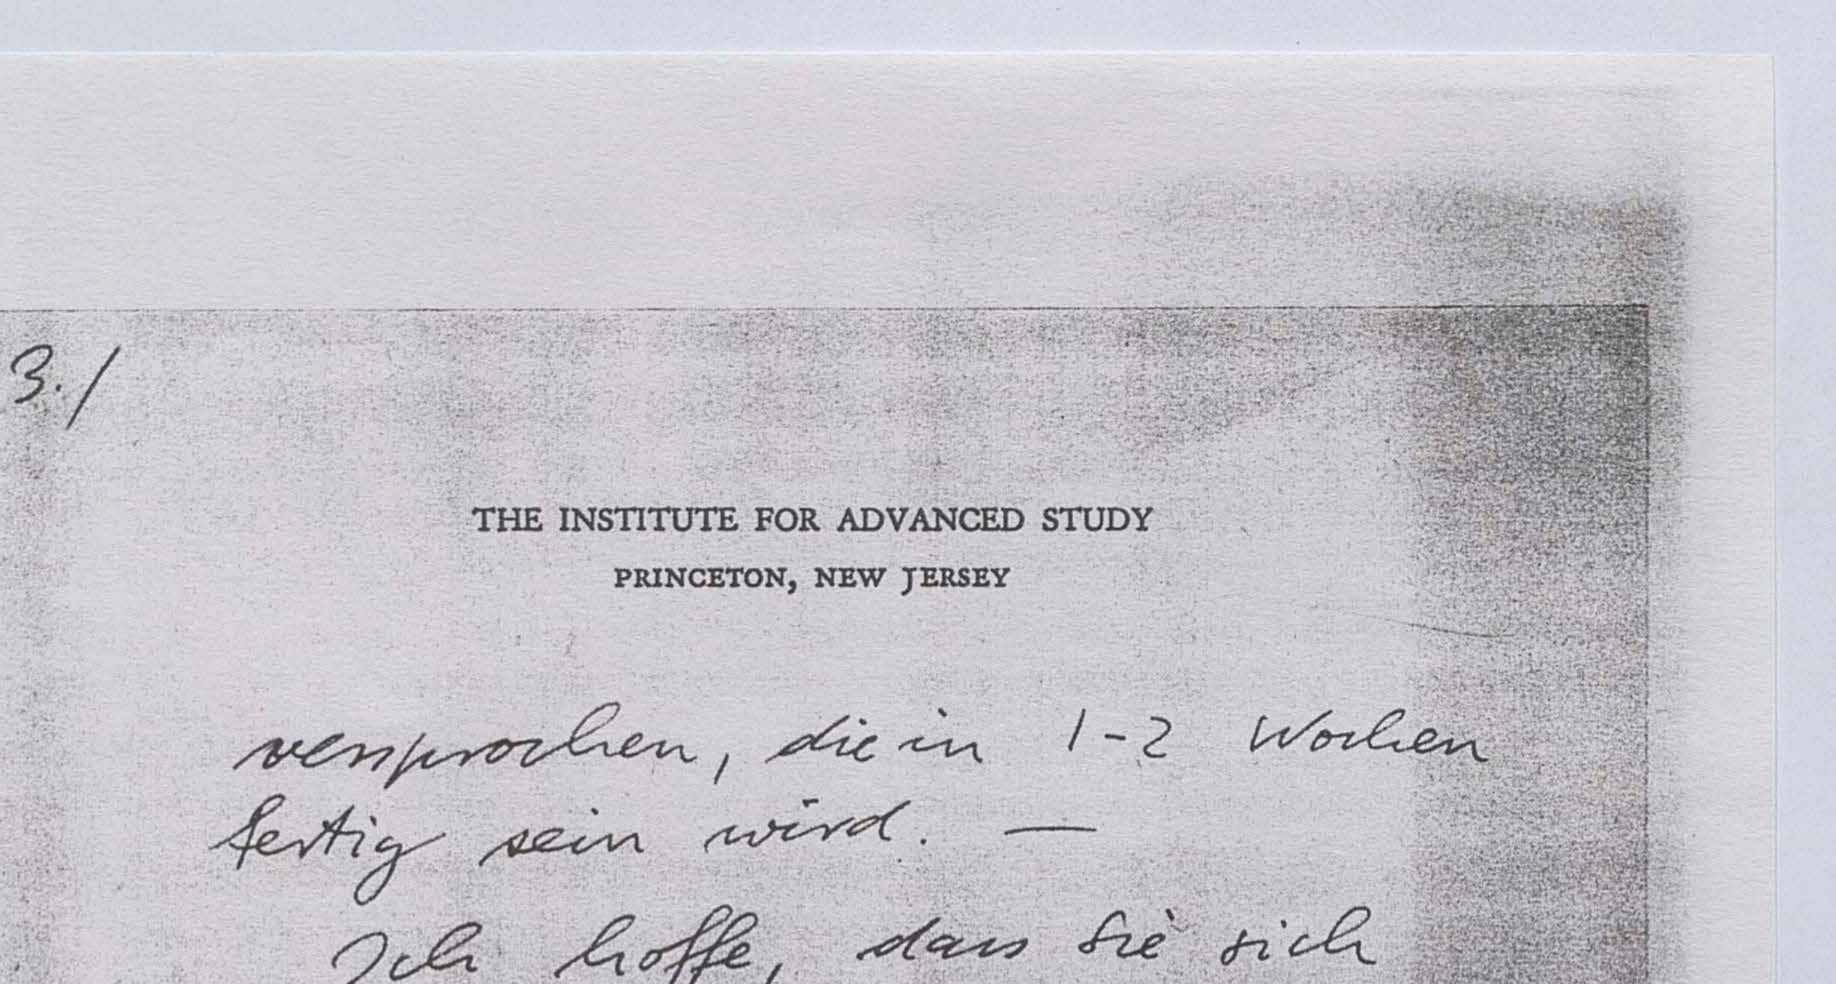 3./
THE INSTITUTE FOR ADVANCED STUDY
PRINCETON, NEW JERSEY
versprochen, die in 1-2 Wochen
fertig sein wird. —
Ich hoffe, dass Sie sich